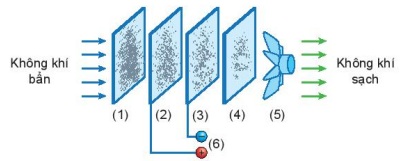 Không khí
bẩn
(1)
(2)
(3)
(4)
(5)
Không khí
sạch
(6)
−
+